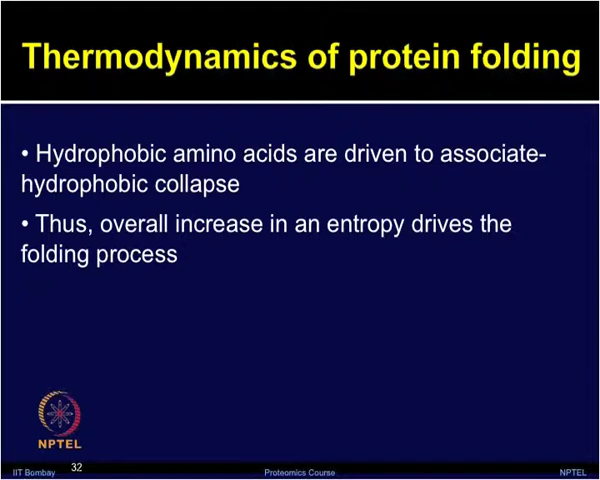 Thermodynamics of protein folding
• Hydrophobic amino acids are driven to associate-
hydrophobic collapse
• Thus, overall increase in an entropy drives the
folding process
NPTEL
IIT Bombay
32
Proteomics Course
NPTEL